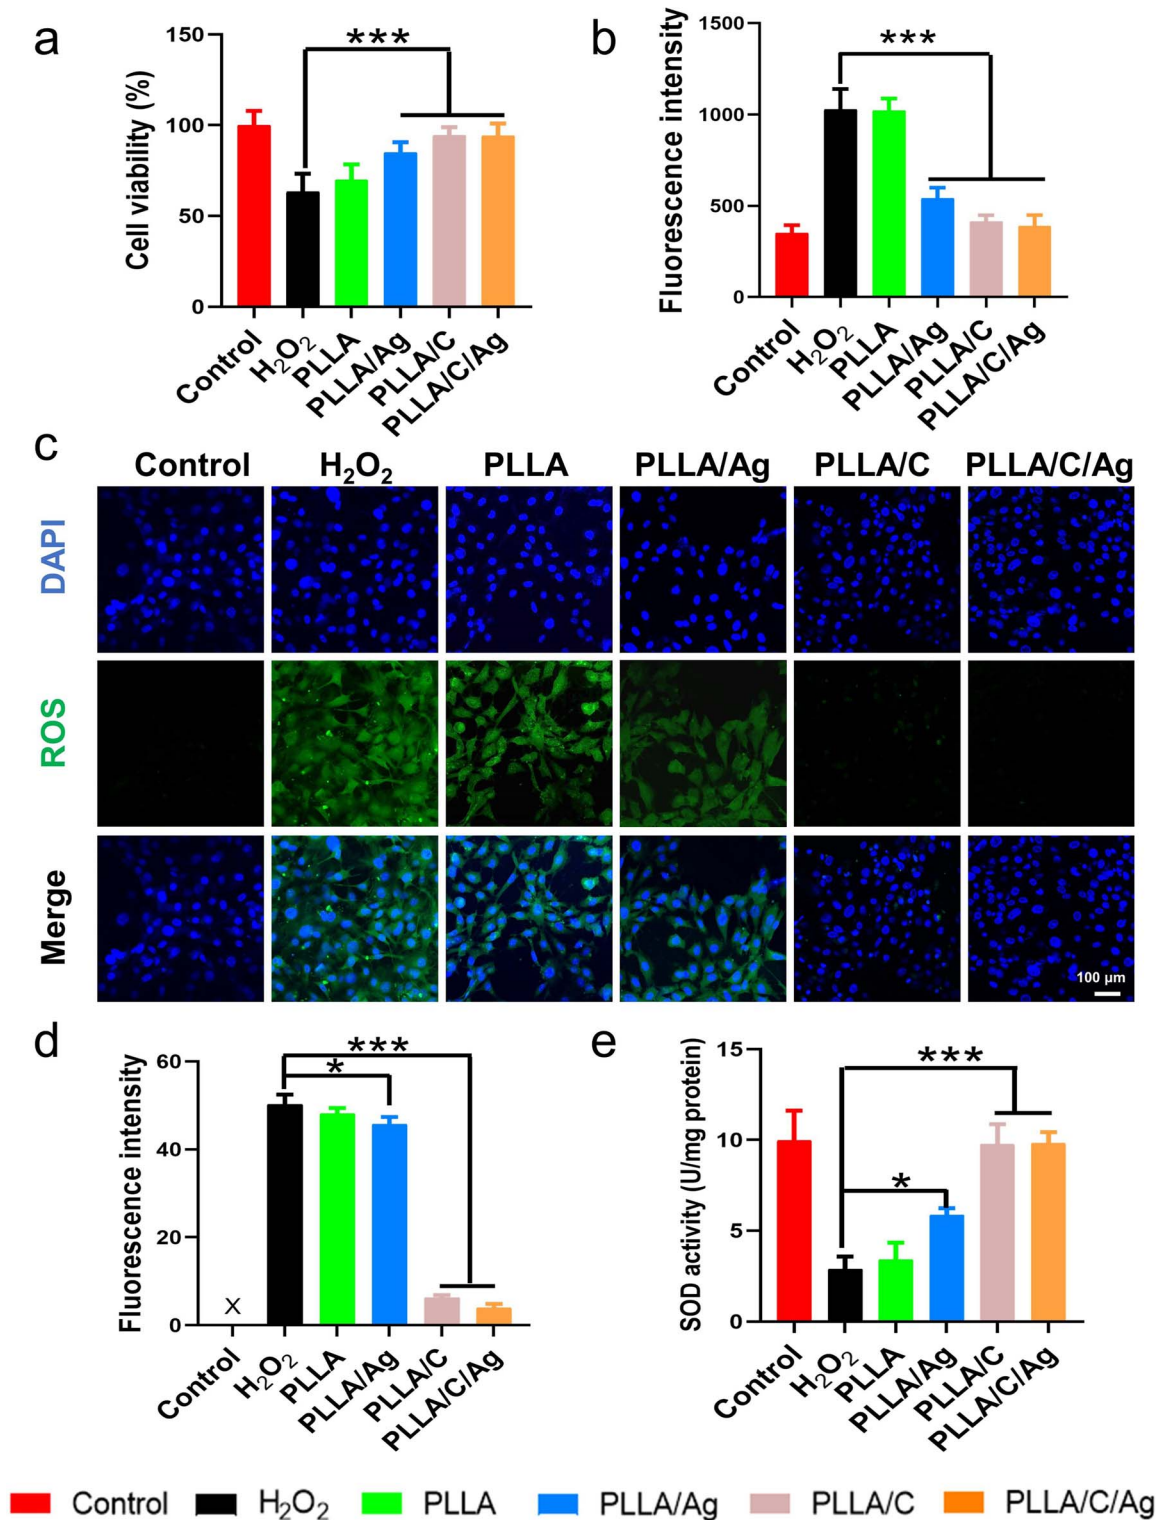 a
Cell viability (%)
150
100
50
0
***
Control
H₂O₂
PLLA
PLLA/Ag
PLLA/C
PLLA/C/Ag
b
Fluorescence intensity
1500
1000
500
0
***
Control
H₂O₂
PLLA
PLLA/Ag
PLLA/C
PLLA/C/Ag
c
Control H₂O₂ PLLA PLLA/Ag PLLA/C PLLA/C/Ag
DAPI
ROS
Merge
100 µm
d
Fluorescence intensity
60
40
20
0
***
*
X
Control
H₂O₂
PLLA
PLLA/Ag
PLLA/C
PLLA/C/Ag
e
SOD activity (U/mg protein)
15
10
5
0
***
*
Control
H₂O₂
PLLA
PLLA/Ag
PLLA/C
PLLA/C/Ag
Control H₂O₂ PLLA PLLA/Ag PLLA/C PLLA/C/Ag